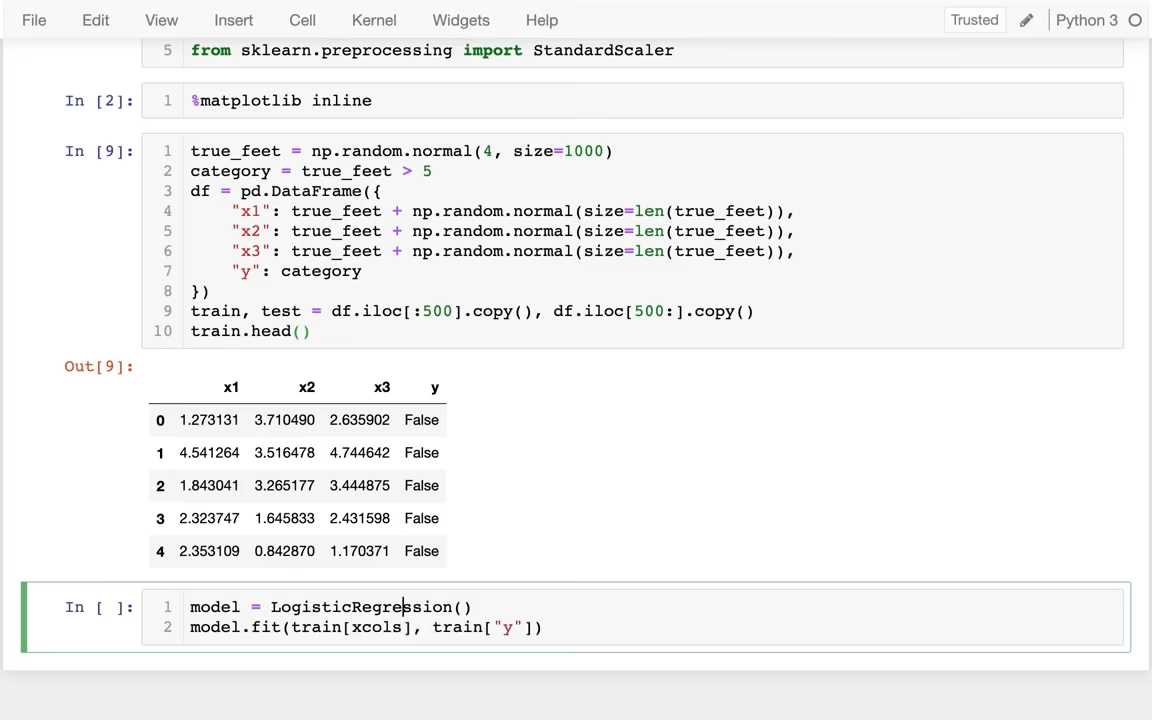 File Edit View Insert Cell Kernel Widgets Help Trusted Python 3
5 from sklearn.preprocessing import StandardScaler
In [2]: 1 %matplotlib inline
In [9]: 1 true_feet = np.random.normal(4, size=1000)
2 category = true_feet > 5
3 df = pd.DataFrame({
4 "x1": true_feet + np.random.normal(size=len(true_feet)),
5 "x2": true_feet + np.random.normal(size=len(true_feet)),
6 "x3": true_feet + np.random.normal(size=len(true_feet)),
7 "y": category
8 })
9 train, test = df.iloc[:500].copy(), df.iloc[500:].copy()
10 train.head()
Out[9]:
x1 x2 x3 y
0 1.273131 3.710490 2.635902 False
1 4.541264 3.516478 4.744642 False
2 1.843041 3.265177 3.444875 False
3 2.323747 1.645833 2.431598 False
4 2.353109 0.842870 1.170371 False
In [ ]: 1 model = LogisticRegression()
2 model.fit(train[xcols], train["y"])